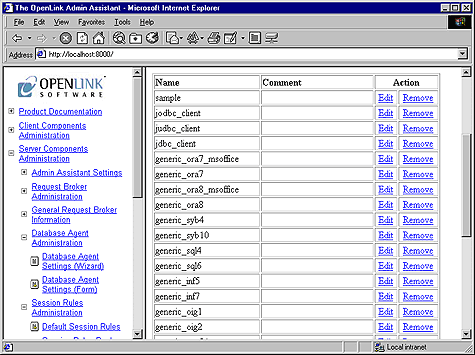 The OpenLink Admin Assistant - Microsoft Internet Explorer
File Edit View Favorites Tools Help
Address http://localhost:8000/
OPENLINK
SOFTWARE
Product Documentation
Client Components
Administration
Server Components
Administration
Admin Assistant Settings
Request Broker
Administration
General Request Broker
Information
Database Agent
Administration
Database Agent
Settings (Wizard)
Database Agent
Settings (Form)
Session Rules
Administration
Default Session Rules
Name Comment Action
sample Edit Remove
jodbc_client Edit Remove
judbc_client Edit Remove
jdbc_client Edit Remove
generic_ora7_msoffice Edit Remove
generic_ora7 Edit Remove
generic_ora8_msoffice Edit Remove
generic_ora8 Edit Remove
generic_syb4 Edit Remove
generic_syb10 Edit Remove
generic_sql4 Edit Remove
generic_sql6 Edit Remove
generic_inf5 Edit Remove
generic_inf7 Edit Remove
generic_oig1 Edit Remove
generic_oig2 Edit Remove
Local intranet